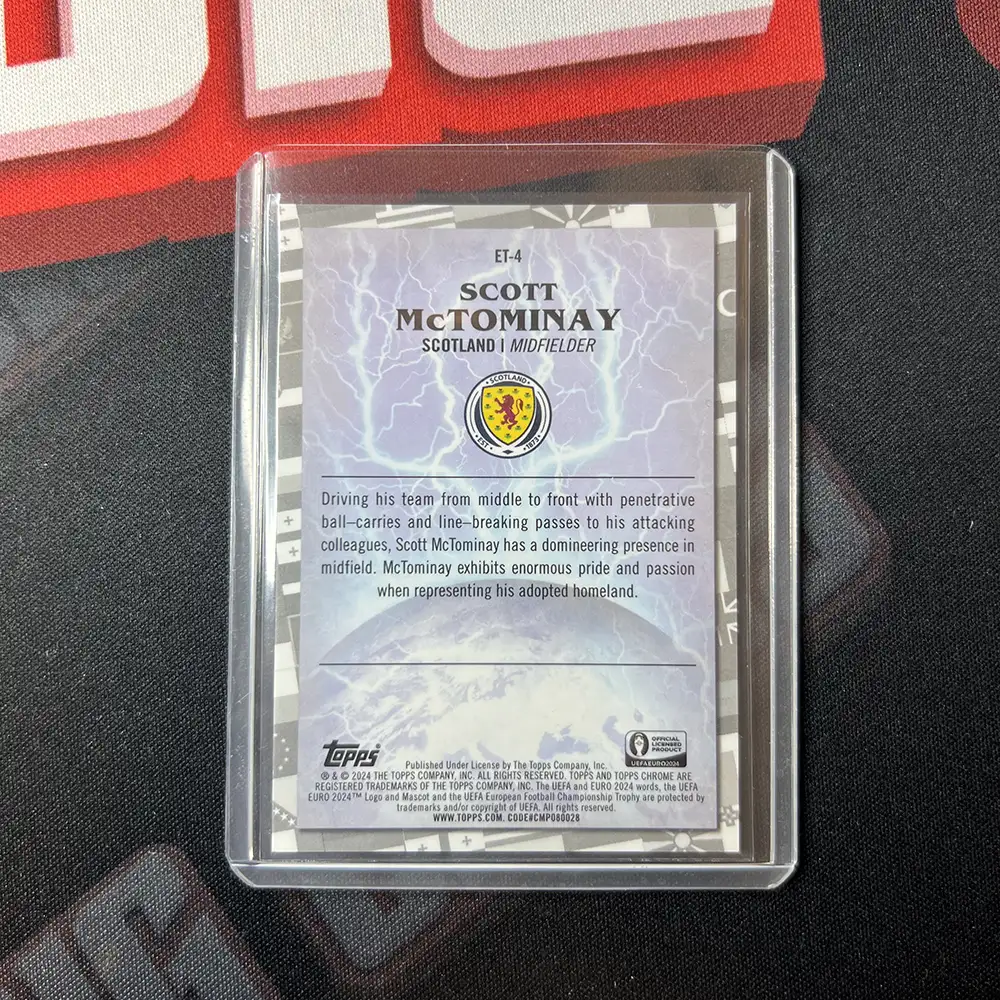 ET-4
SCOTT
McTOMINAY
SCOTLAND | MIDFIELDER
SCOTLAND
EST. 1873
Driving his team from middle to front with penetrative
ball–carries and line–breaking passes to his attacking
colleagues, Scott McTominay has a domineering presence in
midfield. McTominay exhibits enormous pride and passion
when representing his adopted homeland.
topps
OFFICIAL
LICENSED
PRODUCT
UEFA EURO2024
Published Under License by The Topps Company, Inc.
® & © 2024 THE TOPPS COMPANY, INC. ALL RIGHTS RESERVED. TOPPS AND TOPPS CHROME ARE
REGISTERED TRADEMARKS OF THE TOPPS COMPANY, INC. The UEFA and EURO 2024 words, the UEFA
EURO 2024™ Logo and Mascot and the UEFA European Football Championship Trophy are protected by
trademarks and/or copyright of UEFA. All rights reserved.
WWW.TOPPS.COM. CODE#CMP080028